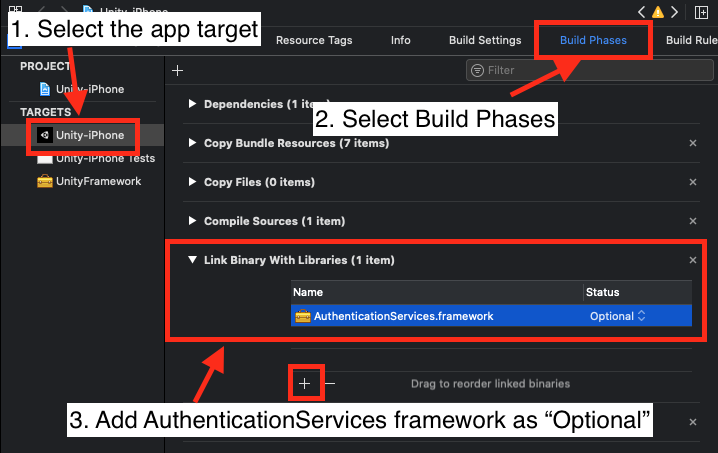 Unity-iPhone
1. Select the app target
Resource Tags
Info
Build Settings
Build Phases
Build Rule
PROJECT
Unity-iPhone
Filter
TARGETS
Dependencies (1 item)
2. Select Build Phases
Unity-iPhone
Copy Bundle Resources (7 items)
Unity-iPhone Tests
UnityFramework
Copy Files (0 items)
Compile Sources (1 item)
Link Binary With Libraries (1 item)
Name
Status
AuthenticationServices.framework
Optional
Drag to reorder linked binaries
3. Add AuthenticationServices framework as “Optional”